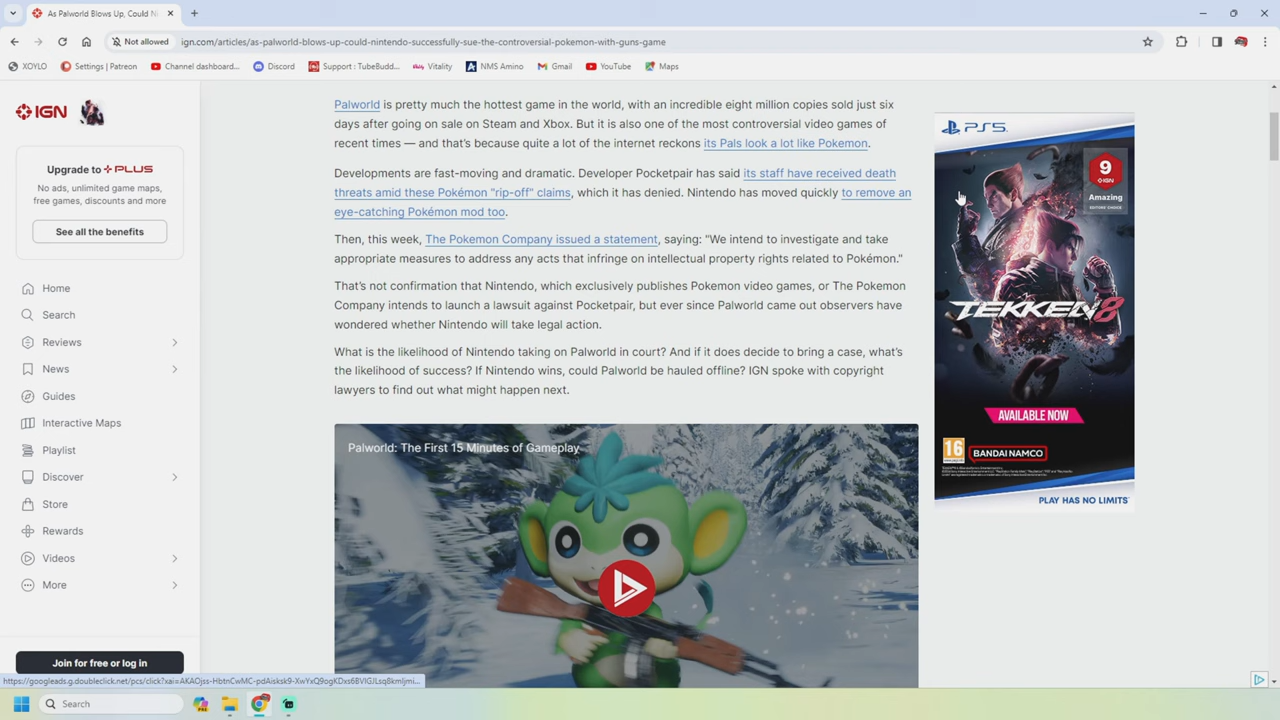 As Palworld Blows Up, Could Ni
Not allowed
ign.com/articles/as-palworld-blows-up-could-nintendo-successfully-sue-the-controversial-pokemon-with-guns-game
XOYLO
Settings | Patreon
Channel dashboard...
Discord
Support : TubeBudd...
Vitality
NMS Amino
Gmail
YouTube
Maps
IGN
Upgrade to PLUS
No ads, unlimited game maps,
free games, discounts and more
See all the benefits
Home
Search
Reviews
News
Guides
Interactive Maps
Playlist
Discover
Store
Rewards
Videos
More
Join for free or log in
Palworld is pretty much the hottest game in the world, with an incredible eight million copies sold just six
days after going on sale on Steam and Xbox. But it is also one of the most controversial video games of
recent times — and that's because quite a lot of the internet reckons its Pals look a lot like Pokemon.
Developments are fast-moving and dramatic. Developer Pocketpair has said its staff have received death
threats amid these Pokémon "rip-off" claims, which it has denied. Nintendo has moved quickly to remove an
eye-catching Pokémon mod too.
Then, this week, The Pokemon Company issued a statement, saying: "We intend to investigate and take
appropriate measures to address any acts that infringe on intellectual property rights related to Pokémon."
That's not confirmation that Nintendo, which exclusively publishes Pokemon video games, or The Pokemon
Company intends to launch a lawsuit against Pocketpair, but ever since Palworld came out observers have
wondered whether Nintendo will take legal action.
What is the likelihood of Nintendo taking on Palworld in court? And if it does decide to bring a case, what's
the likelihood of success? If Nintendo wins, could Palworld be hauled offline? IGN spoke with copyright
lawyers to find out what might happen next.
Palworld: The First 15 Minutes of Gameplay
PS5
9
IGN
Amazing
EDITORS' CHOICE
TEKKEN 8
AVAILABLE NOW
16
BANDAI NAMCO
PLAY HAS NO LIMITS
Search